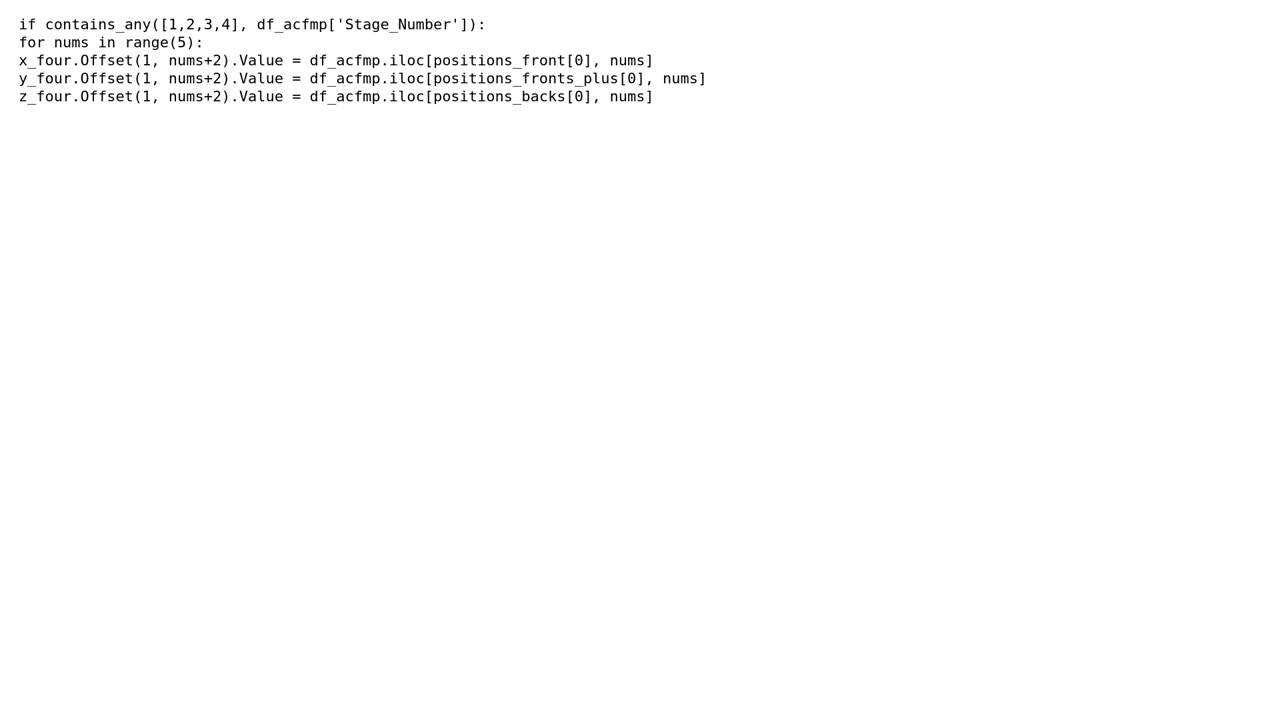 if contains_any([1,2,3,4], df_acfmp['Stage_Number']):
for nums in range(5):
x_four.Offset(1, nums+2).Value = df_acfmp.iloc[positions_front[0], nums]
y_four.Offset(1, nums+2).Value = df_acfmp.iloc[positions_fronts_plus[0], nums]
z_four.Offset(1, nums+2).Value = df_acfmp.iloc[positions_backs[0], nums]